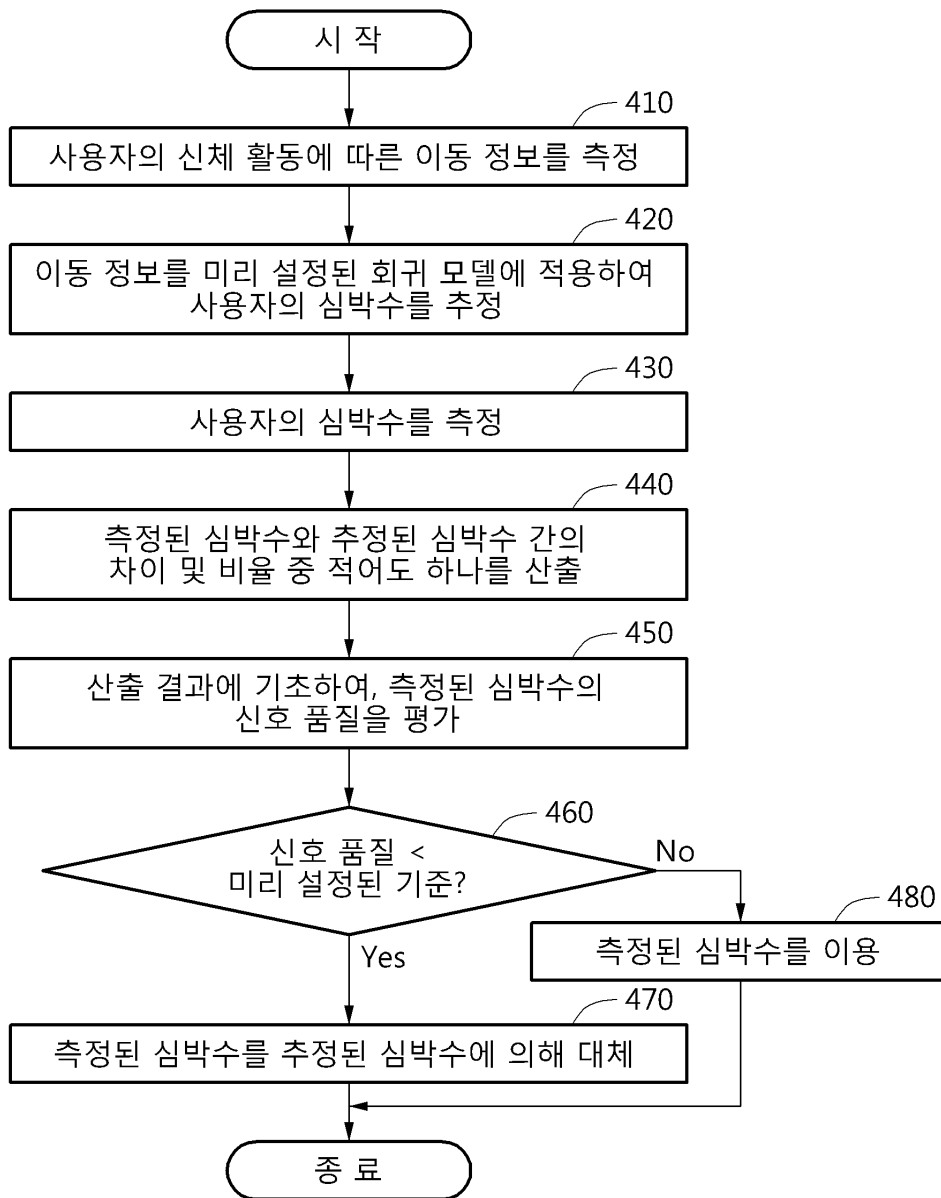 시 작
410
사용자의 신체 활동에 따른 이동 정보를 측정
420
이동 정보를 미리 설정된 회귀 모델에 적용하여
사용자의 심박수를 추정
430
사용자의 심박수를 측정
440
측정된 심박수와 추정된 심박수 간의
차이 및 비율 중 적어도 하나를 산출
450
산출 결과에 기초하여, 측정된 심박수의
신호 품질을 평가
460
신호 품질 <
미리 설정된 기준?
No
480
측정된 심박수를 이용
Yes
470
측정된 심박수를 추정된 심박수에 의해 대체
종 료